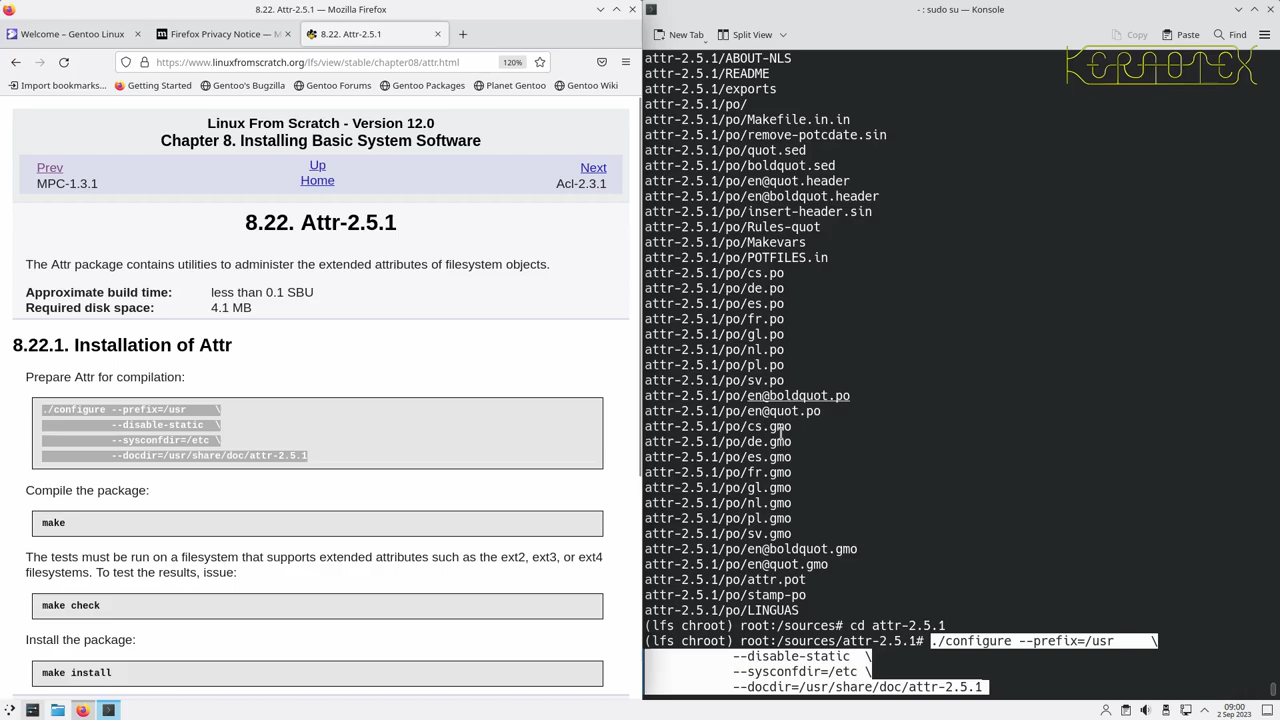 8.22. Attr-2.5.1 — Mozilla Firefox
Welcome – Gentoo Linux
Firefox Privacy Notice — M
8.22. Attr-2.5.1
https://www.linuxfromscratch.org/lfs/view/stable/chapter08/attr.html
120%
Import bookmarks...
Getting Started
Gentoo's Bugzilla
Gentoo Forums
Gentoo Packages
Planet Gentoo
Gentoo Wiki
Linux From Scratch - Version 12.0
Chapter 8. Installing Basic System Software
Prev
Up
Next
MPC-1.3.1
Home
Acl-2.3.1
8.22. Attr-2.5.1
The Attr package contains utilities to administer the extended attributes of filesystem objects.
Approximate build time: less than 0.1 SBU
Required disk space: 4.1 MB
8.22.1. Installation of Attr
Prepare Attr for compilation:
./configure --prefix=/usr \
--disable-static \
--sysconfdir=/etc \
--docdir=/usr/share/doc/attr-2.5.1
Compile the package:
make
The tests must be run on a filesystem that supports extended attributes such as the ext2, ext3, or ext4
filesystems. To test the results, issue:
make check
Install the package:
make install
- : sudo su — Konsole
New Tab
Split View
Copy
Paste
Find
KERNOTEX
attr-2.5.1/ABOUT-NLS
attr-2.5.1/README
attr-2.5.1/exports
attr-2.5.1/po/
attr-2.5.1/po/Makefile.in.in
attr-2.5.1/po/remove-potcdate.sin
attr-2.5.1/po/quot.sed
attr-2.5.1/po/boldquot.sed
attr-2.5.1/po/en@quot.header
attr-2.5.1/po/en@boldquot.header
attr-2.5.1/po/insert-header.sin
attr-2.5.1/po/Rules-quot
attr-2.5.1/po/Makevars
attr-2.5.1/po/POTFILES.in
attr-2.5.1/po/cs.po
attr-2.5.1/po/de.po
attr-2.5.1/po/es.po
attr-2.5.1/po/fr.po
attr-2.5.1/po/gl.po
attr-2.5.1/po/nl.po
attr-2.5.1/po/pl.po
attr-2.5.1/po/sv.po
attr-2.5.1/po/en@boldquot.po
attr-2.5.1/po/en@quot.po
attr-2.5.1/po/cs.gmo
attr-2.5.1/po/de.gmo
attr-2.5.1/po/es.gmo
attr-2.5.1/po/fr.gmo
attr-2.5.1/po/gl.gmo
attr-2.5.1/po/nl.gmo
attr-2.5.1/po/pl.gmo
attr-2.5.1/po/sv.gmo
attr-2.5.1/po/en@boldquot.gmo
attr-2.5.1/po/en@quot.gmo
attr-2.5.1/po/attr.pot
attr-2.5.1/po/stamp-po
attr-2.5.1/po/LINGUAS
(lfs chroot) root:/sources# cd attr-2.5.1
(lfs chroot) root:/sources/attr-2.5.1# ./configure --prefix=/usr \
--disable-static \
--sysconfdir=/etc \
--docdir=/usr/share/doc/attr-2.5.1
09:00
2 Sep 2023